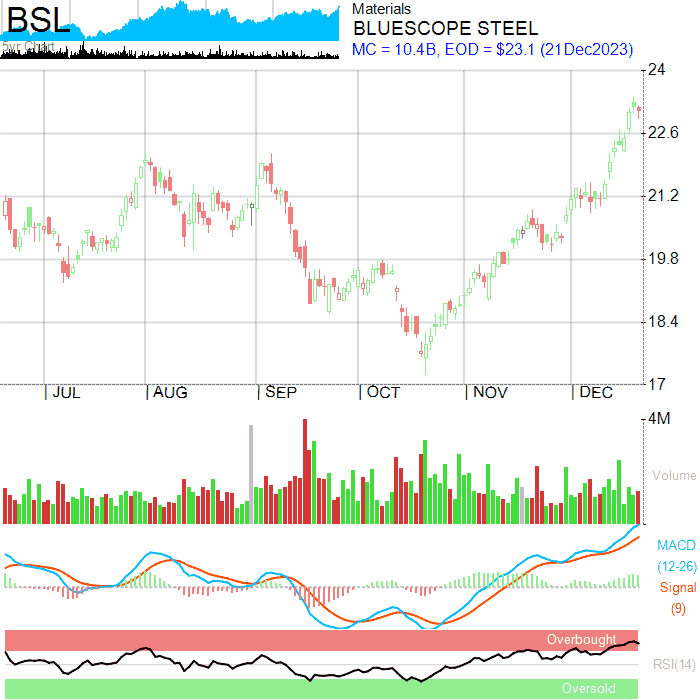 BSL
5yr Chart
Materials
BLUESCOPE STEEL
MC = 10.4B, EOD = $23.1 (21Dec2023)
24
22.6
21.2
19.8
18.4
17
| JUL | AUG | SEP | OCT | NOV | DEC
4M
Volume
MACD
(12-26)
Signal
(9)
Overbought
RSI(14)
Oversold